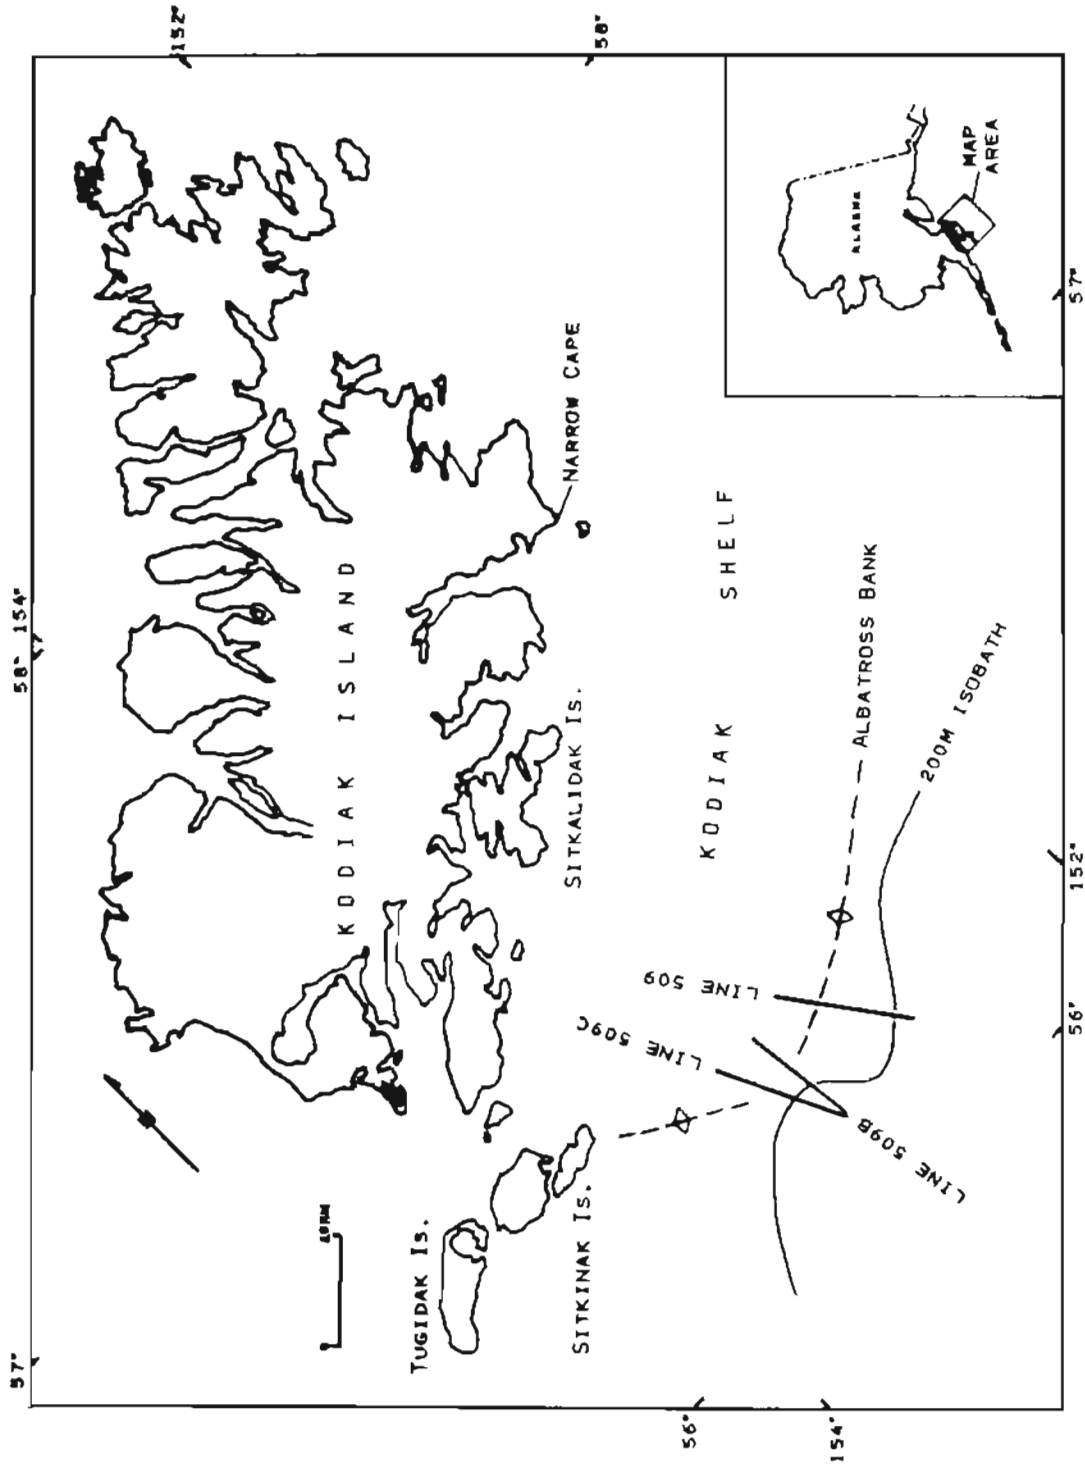 57°
58° 154°
152°
58°
KODIAK ISLAND
TUGIDAK Is.
SITKINAK Is.
SITKALIDAK Is.
NARROW CAPE
KODIAK SHELF
ALBATROSS BANK
200M ISOBATH
LINE 509
LINE 509C
LINE 509B
ALASKA
MAP
AREA
56°
154°
56°
152°
57°